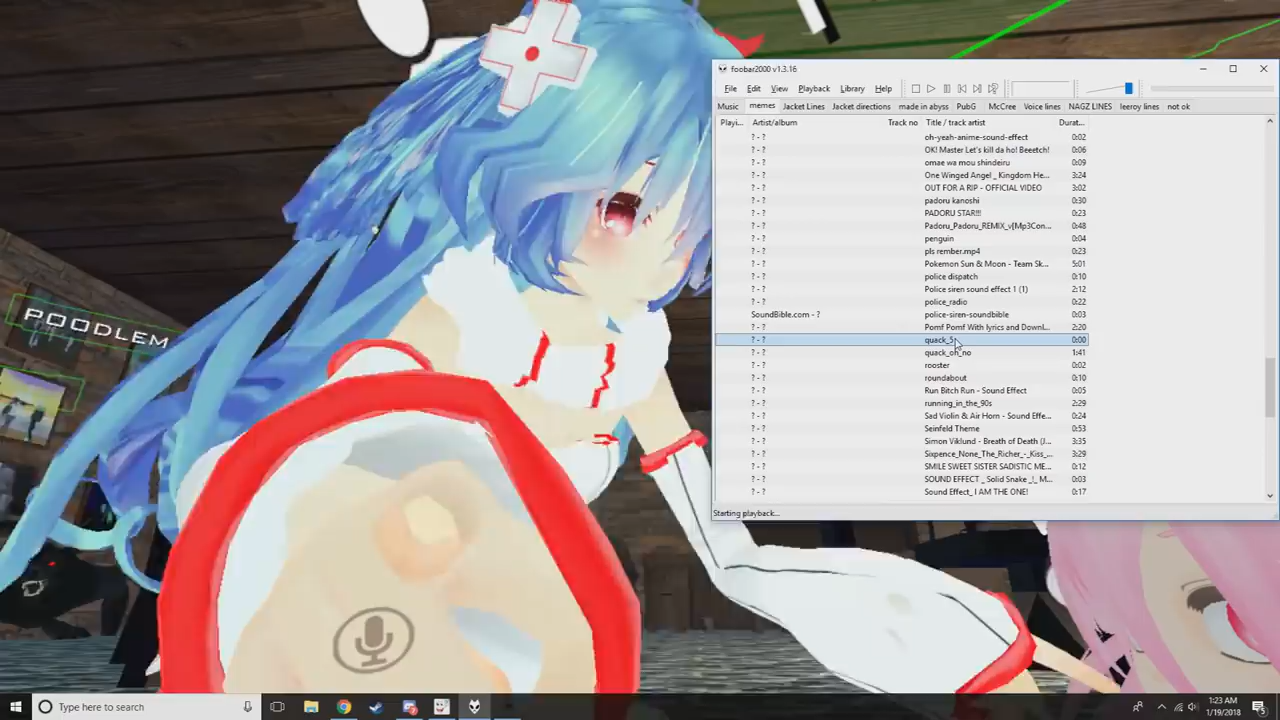 POODLEM
foobar2000 v1.3.16
File Edit View Playback Library Help
Music memes Jacket Lines Jacket directions made in abyss PubG McCree Voice lines NAGZ LINES leeroy lines not ok
Playi... Artist/album Track no Title / track artist Durat...
? - ? oh-yeah-anime-sound-effect 0:02
? - ? OK! Master Let's kill da ho! Beeetch! 0:06
? - ? omae wa mou shindeiru 0:09
? - ? One Winged Angel _ Kingdom He... 3:24
? - ? OUT FOR A RIP - OFFICIAL VIDEO 3:02
? - ? padoru kanoshi 0:30
? - ? PADORU STAR!!! 0:23
? - ? Padoru_Padoru_REMIX_v[Mp3Con... 0:48
? - ? penguin 0:04
? - ? pls rember.mp4 0:23
? - ? Pokemon Sun & Moon - Team Sk... 5:01
? - ? police dispatch 0:10
? - ? Police siren sound effect 1 (1) 2:12
? - ? police_radio 0:22
SoundBible.com - ? police-siren-soundbible 0:03
? - ? Pomf Pomf With lyrics and Downl... 2:20
? - ? quack_5 0:00
? - ? quack_oh_no 1:41
? - ? rooster 0:02
? - ? roundabout 0:10
? - ? Run Bitch Run - Sound Effect 0:05
? - ? running_in_the_90s 2:29
? - ? Sad Violin & Air Horn - Sound Effe... 0:24
? - ? Seinfeld Theme 0:53
? - ? Simon Viklund - Breath of Death (J... 3:35
? - ? Sixpence_None_The_Richer_-_Kiss_... 3:29
? - ? SMILE SWEET SISTER SADISTIC ME... 0:12
? - ? SOUND EFFECT _ Solid Snake _!_ M... 0:03
? - ? Sound Effect_ I AM THE ONE! 0:17
Starting playback...
Type here to search
1:23 AM
1/19/2018